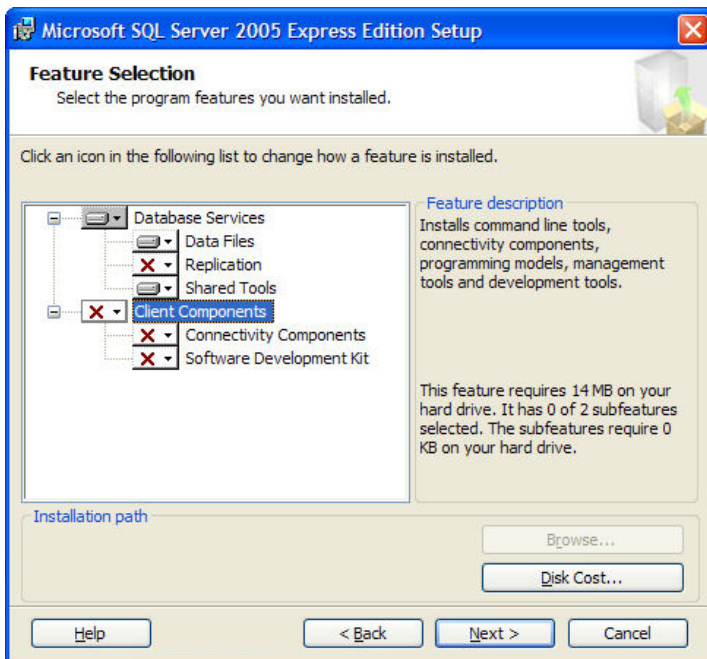 Microsoft SQL Server 2005 Express Edition Setup
Feature Selection
Select the program features you want installed.
Click an icon in the following list to change how a feature is installed.
Database Services
Data Files
Replication
Shared Tools
Client Components
Connectivity Components
Software Development Kit
Feature description
Installs command line tools,
connectivity components,
programming models, management
tools and development tools.
This feature requires 14 MB on your
hard drive. It has 0 of 2 subfeatures
selected. The subfeatures require 0
KB on your hard drive.
Installation path
Browse...
Disk Cost...
Help
< Back
Next >
Cancel